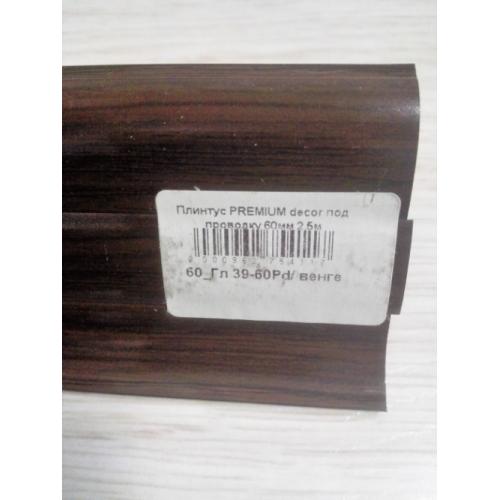 Плинтус PREMIUM decor под
проводку 60мм 2,5м
60_Гл 39-60Pd/ венге